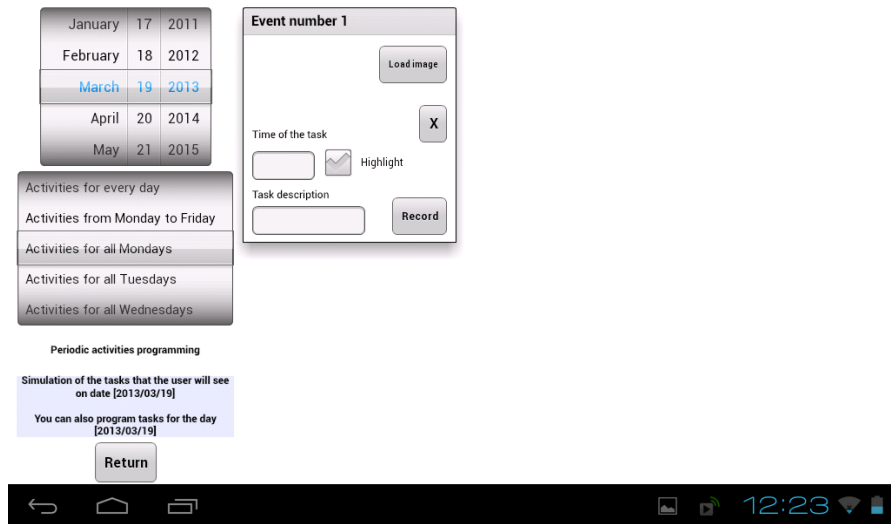 January 17 2011
February 18 2012
March 19 2013
April 20 2014
May 21 2015
Activities for every day
Activities from Monday to Friday
Activities for all Mondays
Activities for all Tuesdays
Activities for all Wednesdays
Periodic activities programming
Simulation of the tasks that the user will see
on date [2013/03/19]
You can also program tasks for the day
[2013/03/19]
Return
Event number 1
Load image
X
Time of the task
Highlight
Task description
Record
12:23